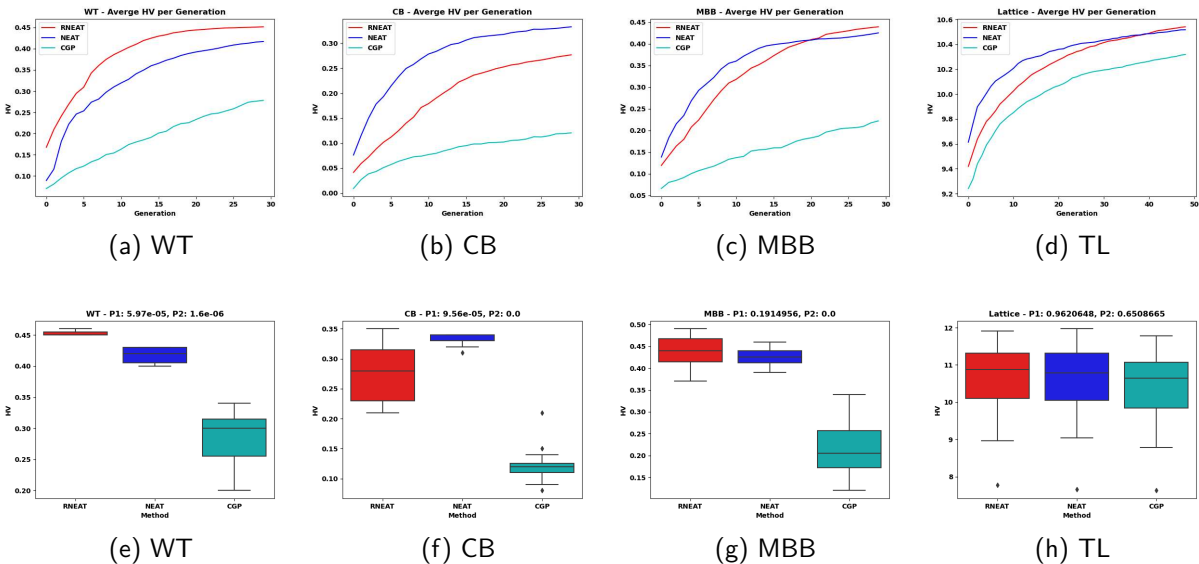 WT - Averge HV per Generation
RNEAT
NEAT
CGP
0.45
0.40
0.35
0.30
0.25
0.20
0.15
0.10
HV
0 5 10 15 20 25 30
Generation
(a) WT
CB - Averge HV per Generation
RNEAT
NEAT
CGP
0.30
0.25
0.20
0.15
0.10
0.05
0.00
HV
0 5 10 15 20 25 30
Generation
(b) CB
MBB - Averge HV per Generation
RNEAT
NEAT
CGP
0.45
0.40
0.35
0.30
0.25
0.20
0.15
0.10
0.05
HV
0 5 10 15 20 25 30
Generation
(c) MBB
Lattice - Averge HV per Generation
RNEAT
NEAT
CGP
10.6
10.4
10.2
10.0
9.8
9.6
9.4
9.2
HV
0 10 20 30 40 50
Generation
(d) TL
WT - P1: 5.97e-05, P2: 1.6e-06
0.45
0.40
0.35
0.30
0.25
0.20
HV
RNEAT NEAT CGP
Method
(e) WT
CB - P1: 9.56e-05, P2: 0.0
0.35
0.30
0.25
0.20
0.15
0.10
HV
RNEAT NEAT CGP
Method
(f) CB
MBB - P1: 0.1914956, P2: 0.0
0.50
0.45
0.40
0.35
0.30
0.25
0.20
0.15
HV
RNEAT NEAT CGP
Method
(g) MBB
Lattice - P1: 0.9620648, P2: 0.6508665
12
11
10
9
8
HV
RNEAT NEAT CGP
Method
(h) TL